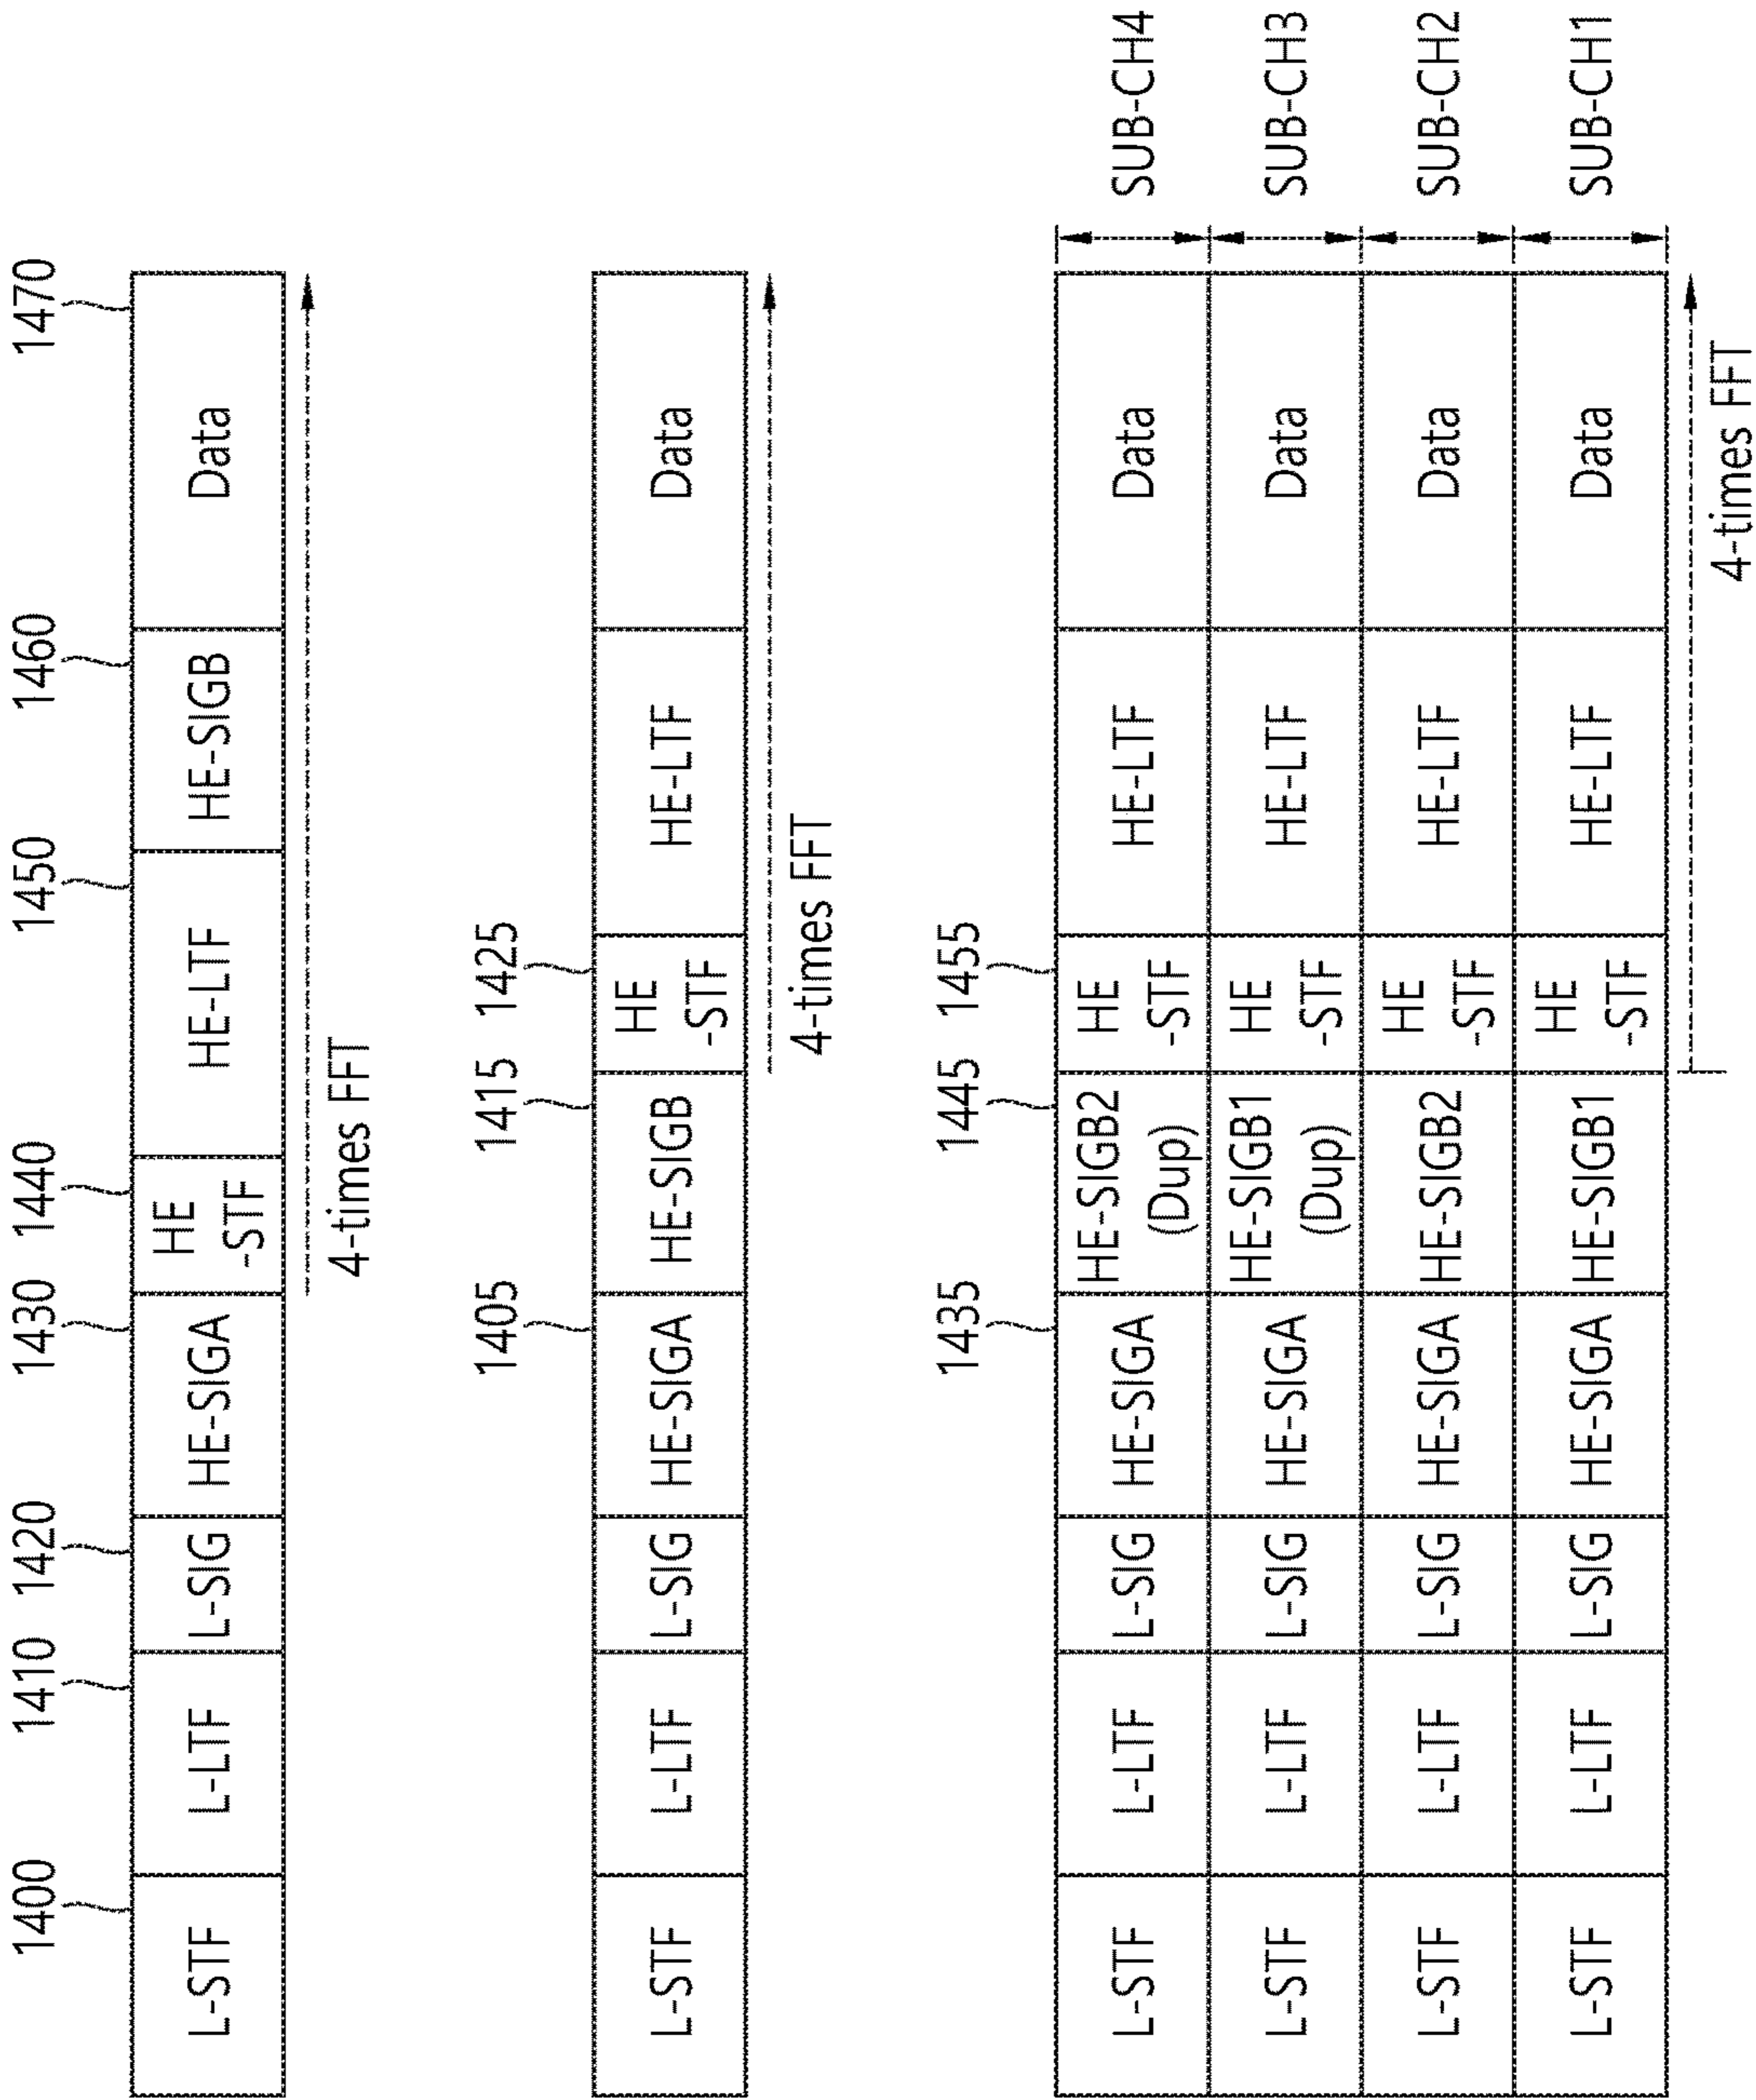 1400
1410
1420
1430
1440
1450
1460
1470
L-STF
L-LTF
L-SIG
HE-SIGA
HE
-STF
HE-LTF
HE-SIGB
Data
4-times FFT
1405
1415
1425
L-STF
L-LTF
L-SIG
HE-SIGA
HE-SIGB
HE
-STF
HE-LTF
Data
4-times FFT
1435
1445
1455
L-STF
L-LTF
L-SIG
HE-SIGA
HE-SIGB2
(Dup)
HE
-STF
HE-LTF
Data
SUB-CH4
L-STF
L-LTF
L-SIG
HE-SIGA
HE-SIGB1
(Dup)
HE
-STF
HE-LTF
Data
SUB-CH3
L-STF
L-LTF
L-SIG
HE-SIGA
HE-SIGB2
HE
-STF
HE-LTF
Data
SUB-CH2
L-STF
L-LTF
L-SIG
HE-SIGA
HE-SIGB1
HE
-STF
HE-LTF
Data
SUB-CH1
4-times FFT